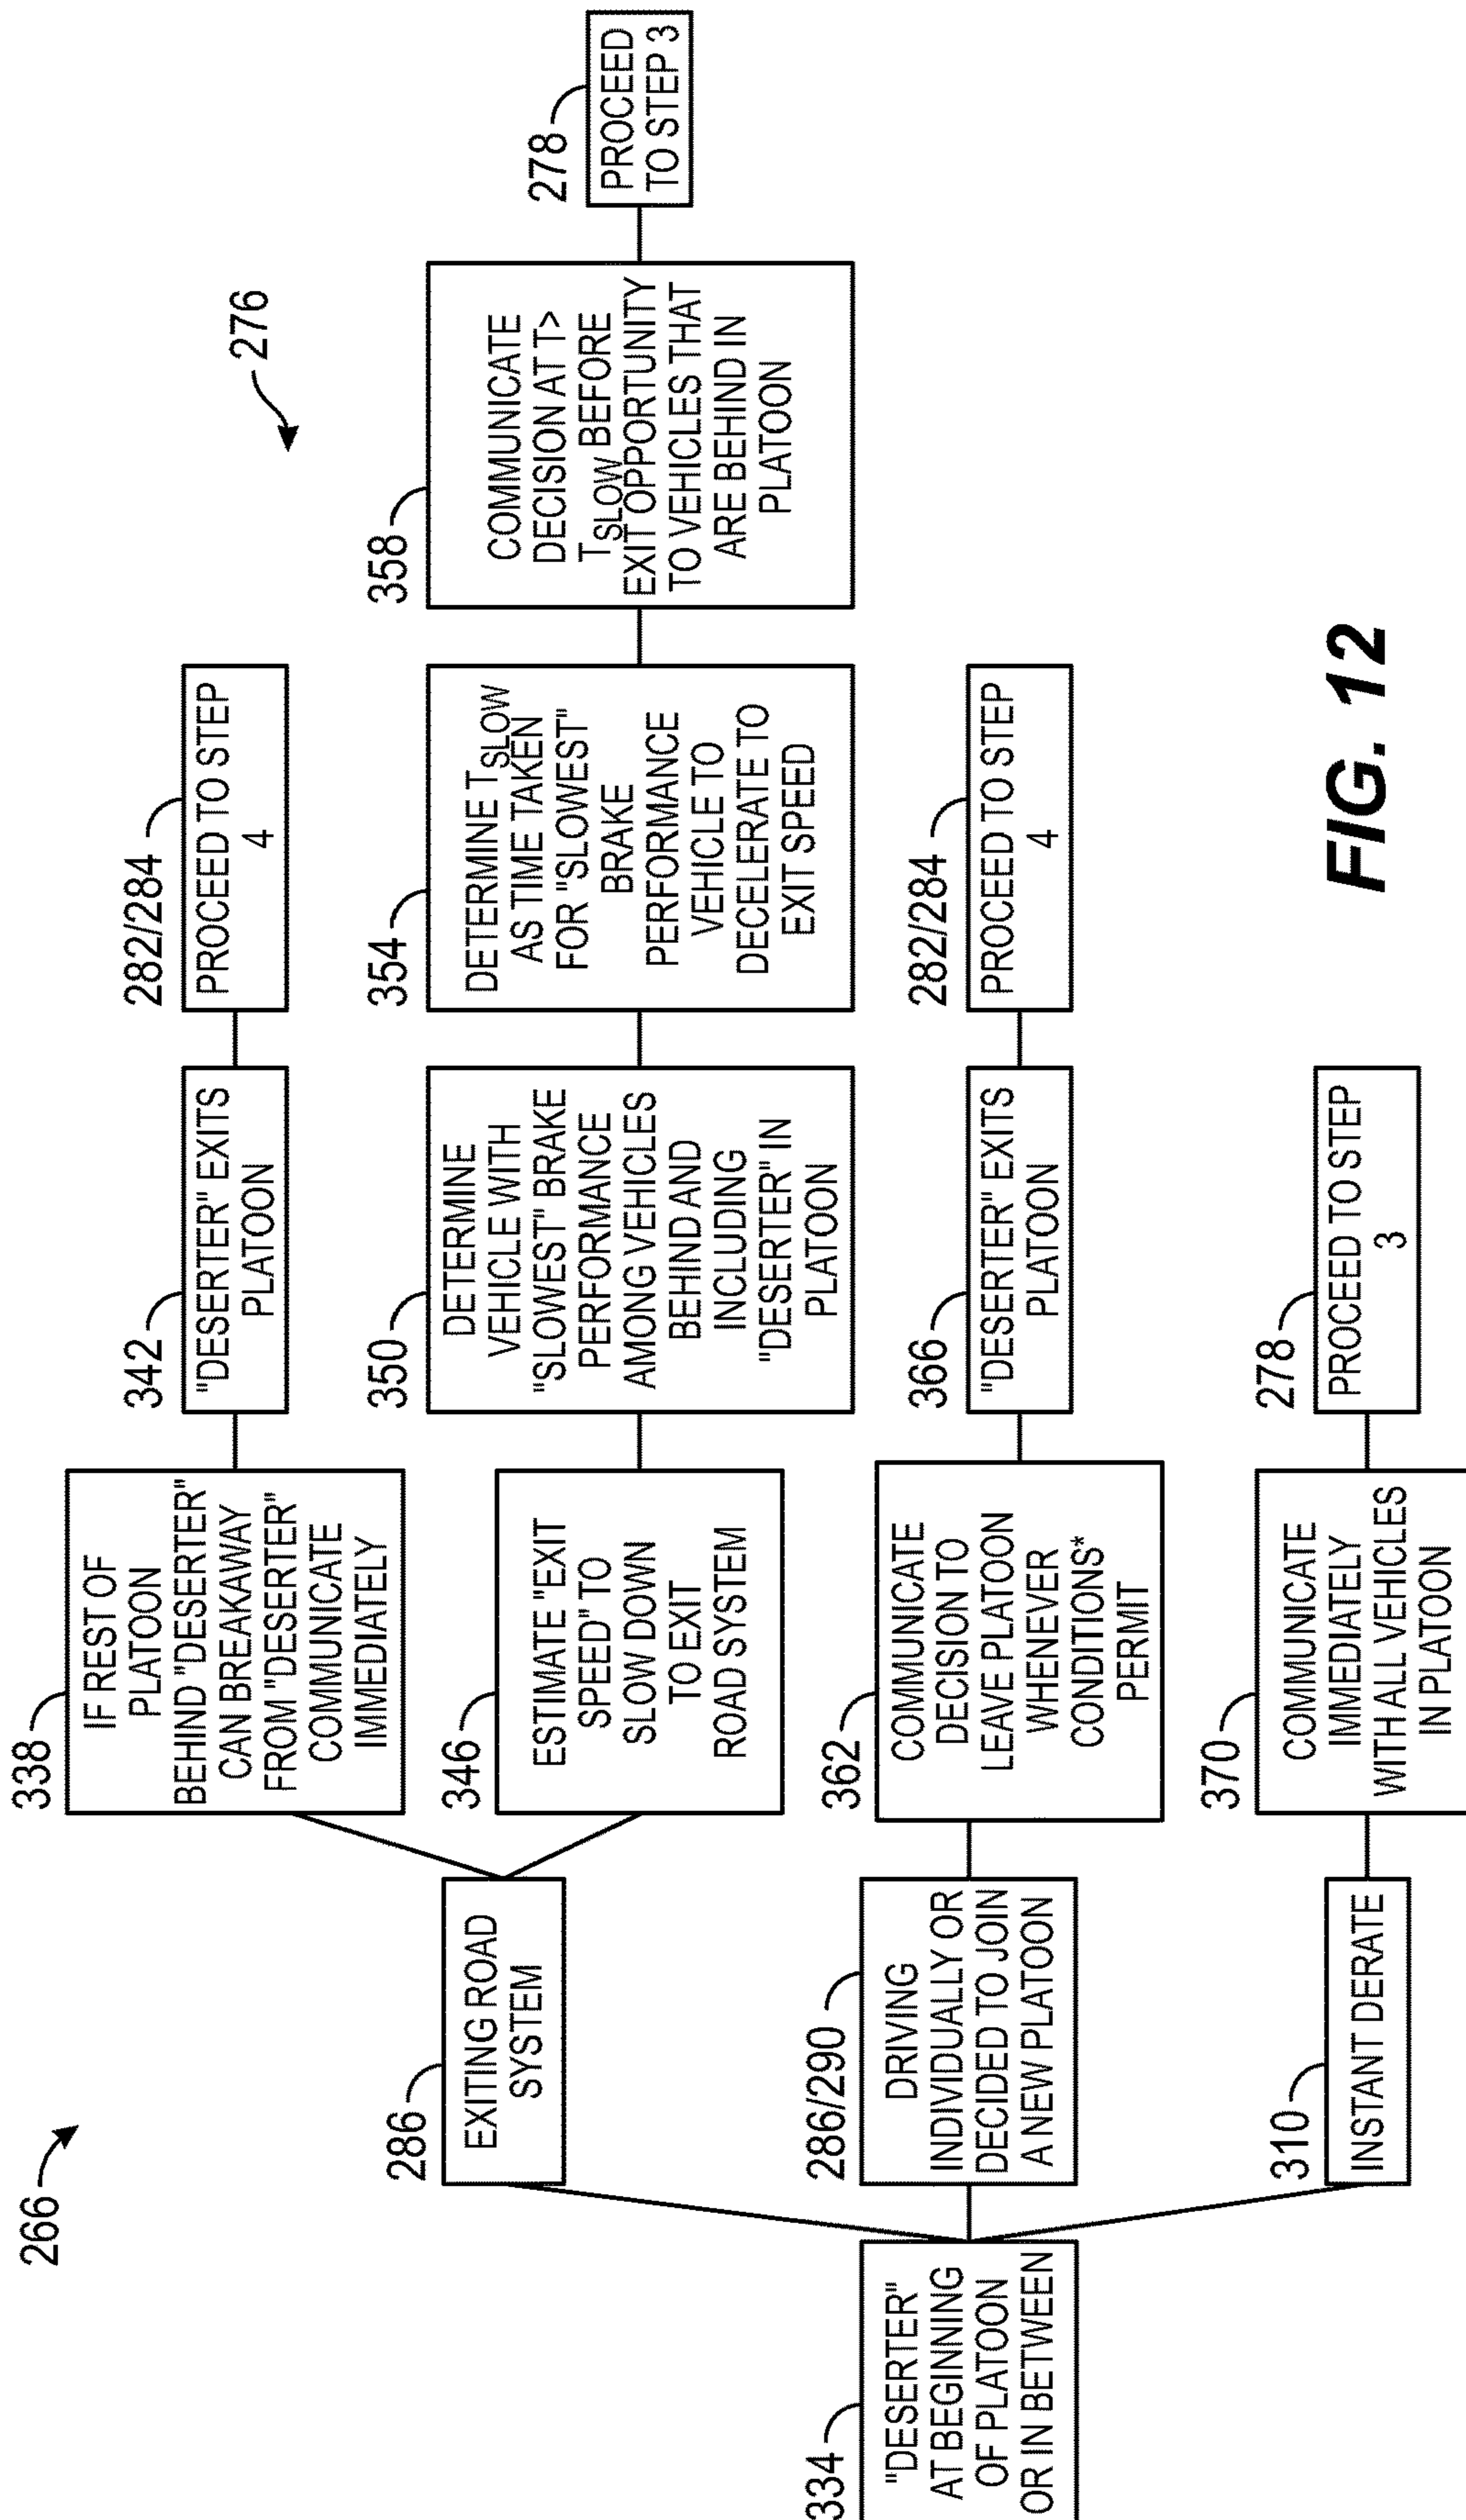 266
276
334
"DESERTER"
AT BEGINNING
OF PLATOON
OR IN BETWEEN
286
EXITING ROAD
SYSTEM
338
IF REST OF
PLATOON
BEHIND "DESERTER"
CAN BREAKAWAY
FROM "DESERTER"
COMMUNICATE
IMMEDIATELY
342
"DESERTER" EXITS
PLATOON
282/284
PROCEED TO STEP
4
346
ESTIMATE "EXIT
SPEED" TO
SLOW DOWN
TO EXIT
ROAD SYSTEM
350
DETERMINE
VEHICLE WITH
"SLOWEST" BRAKE
PERFORMANCE
AMONG VEHICLES
BEHIND AND
INCLUDING
"DESERTER" IN
PLATOON
354
DETERMINE TSLOW
AS TIME TAKEN
FOR "SLOWEST"
BRAKE
PERFORMANCE
VEHICLE TO
DECELERATE TO
EXIT SPEED
358
COMMUNICATE
DECISION AT T>
TSLOW BEFORE
EXIT OPPORTUNITY
TO VEHICLES THAT
ARE BEHIND IN
PLATOON
278
PROCEED
TO STEP 3
286/290
DRIVING
INDIVIDUALLY OR
DECIDED TO JOIN
A NEW PLATOON
362
COMMUNICATE
DECISION TO
LEAVE PLATOON
WHENEVER
CONDITIONS*
PERMIT
366
"DESERTER" EXITS
PLATOON
282/284
PROCEED TO STEP
4
310
INSTANT DERATE
370
COMMUNICATE
IMMEDIATELY
WITH ALL VEHICLES
IN PLATOON
278
PROCEED TO STEP
3
FIG. 12